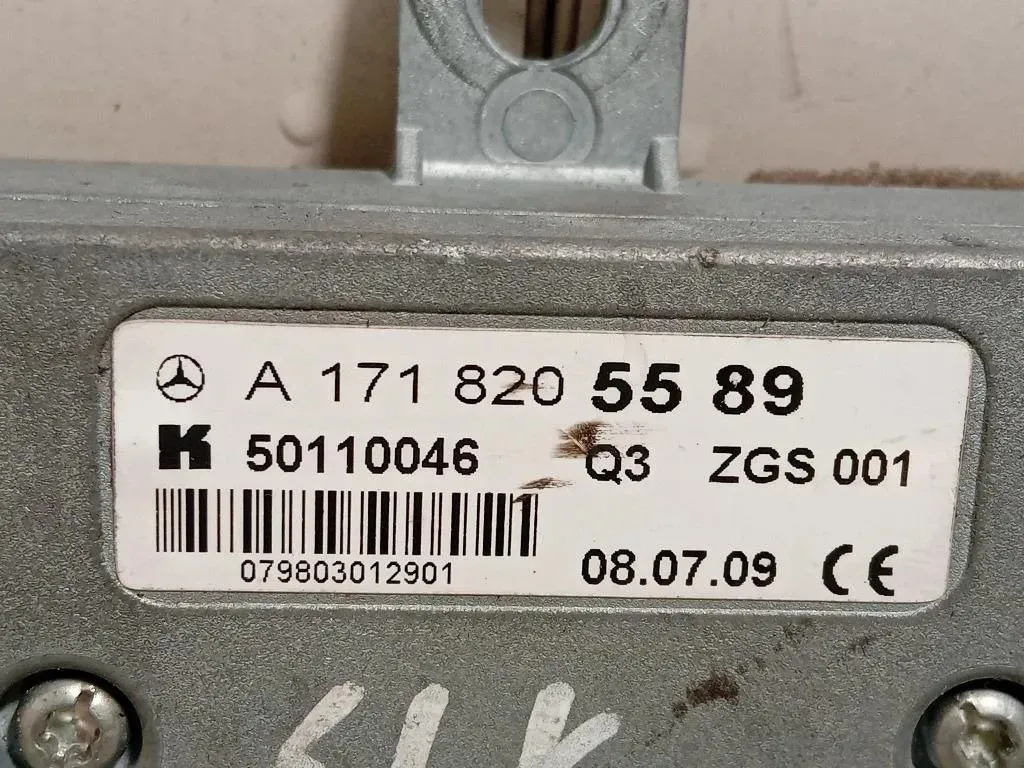 A 171 820 55 89
K 50110046 Q3 ZGS 001
079803012901
08.07.09 CE
SLK